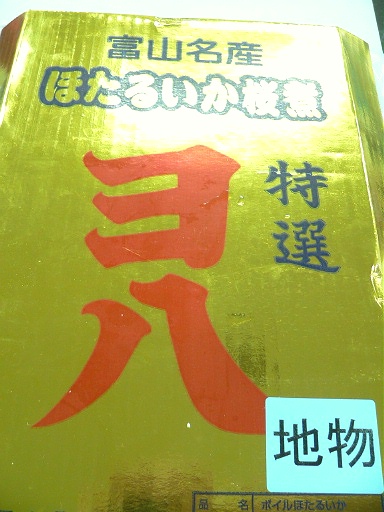 富山名産
ほたるいか桜煮
特選
ヨ八
地物
品名 ボイルほたるいか